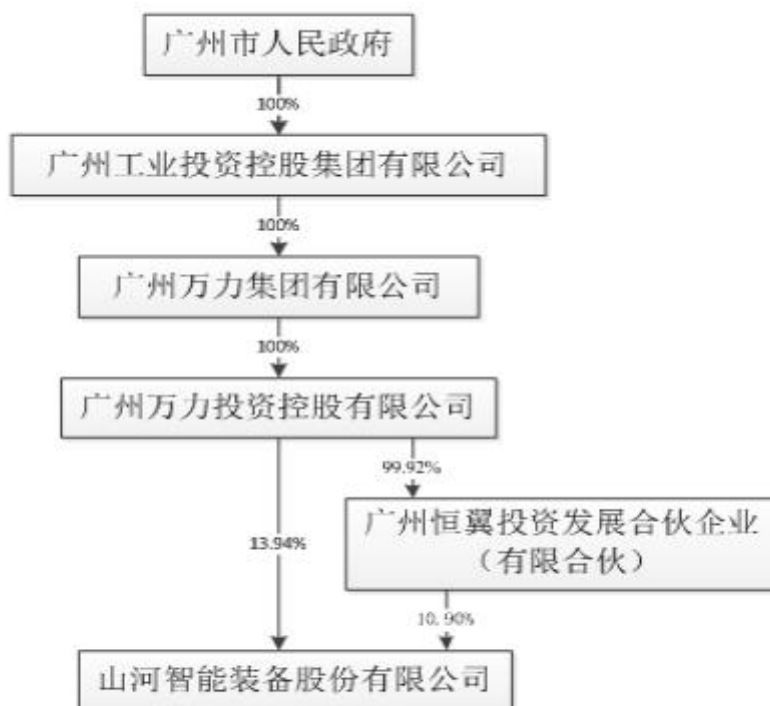 广州市人民政府
100%
广州工业投资控股集团有限公司
100%
广州万力集团有限公司
100%
广州万力投资控股有限公司
99.92%
广州恒翼投资发展合伙企业
（有限合伙）
13.94%
10.90%
山河智能装备股份有限公司